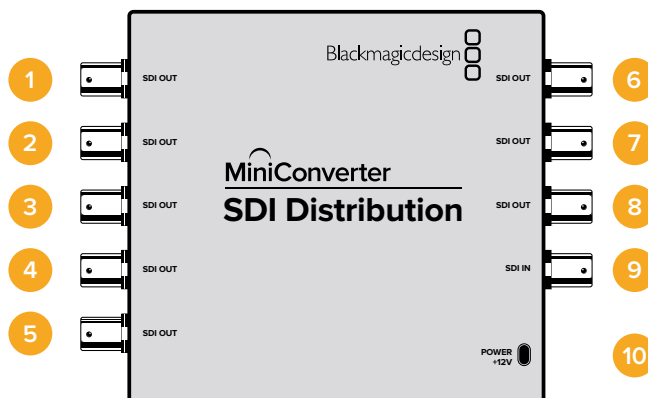 Blackmagicdesign
1
SDI OUT
SDI OUT
6
2
SDI OUT
SDI OUT
7
MiniConverter
3
SDI OUT
SDI Distribution
SDI OUT
8
4
SDI OUT
SDI IN
9
5
SDI OUT
POWER
+12V
10